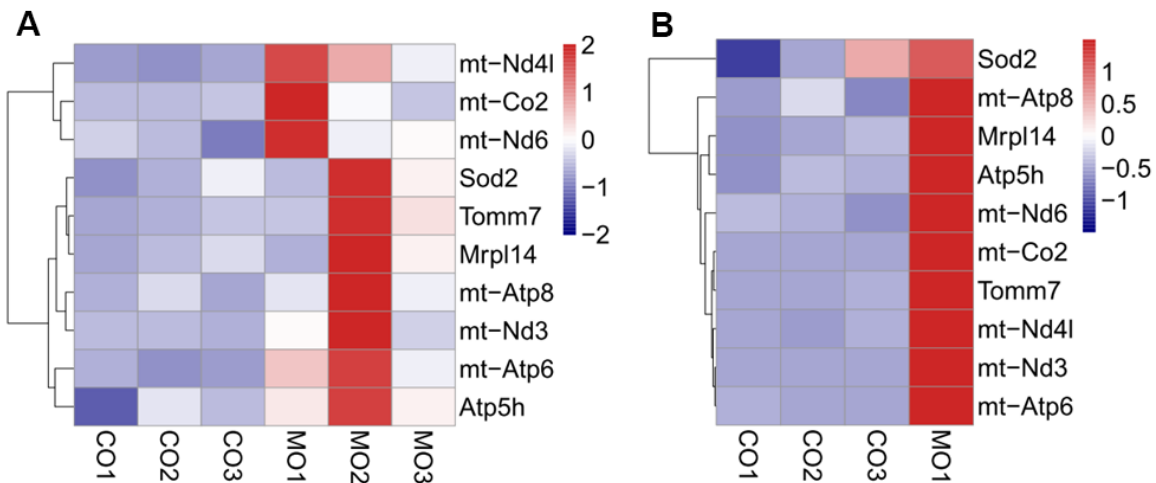 A
mt−Nd4l
mt−Co2
mt−Nd6
Sod2
Tomm7
Mrpl14
mt−Atp8
mt−Nd3
mt−Atp6
Atp5h
2
1
0
−1
−2
CO1 CO2 CO3 MO1 MO2 MO3
B
Sod2
mt−Atp8
Mrpl14
Atp5h
mt−Nd6
mt−Co2
Tomm7
mt−Nd4l
mt−Nd3
mt−Atp6
1
0.5
0
−0.5
−1
CO1 CO2 CO3 MO1